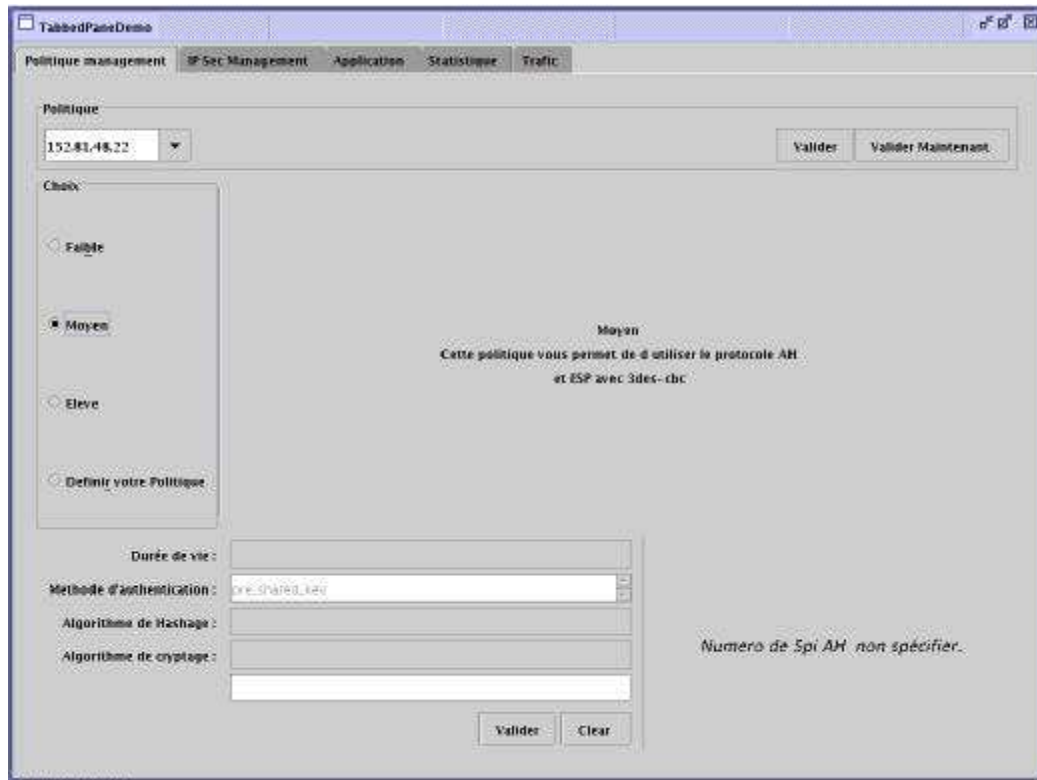 TabbedPaneDemo
Politique management IP Sec Management Application Statistique Trafic
Politique
152.81.48.22
Valider Valider Maintenant
Choix
Faible
Moyen
Eleve
Definir votre Politique
Moyen
Cette politique vous permet de d utiliser le protocole AH
et ESP avec 3des-cbc
Durée de vie :
Methode d'authentication : pre_shared_key
Algorithme de Hashage :
Algorithme de cryptage :
Numero de Spi AH non spécifier.
Valider Clear